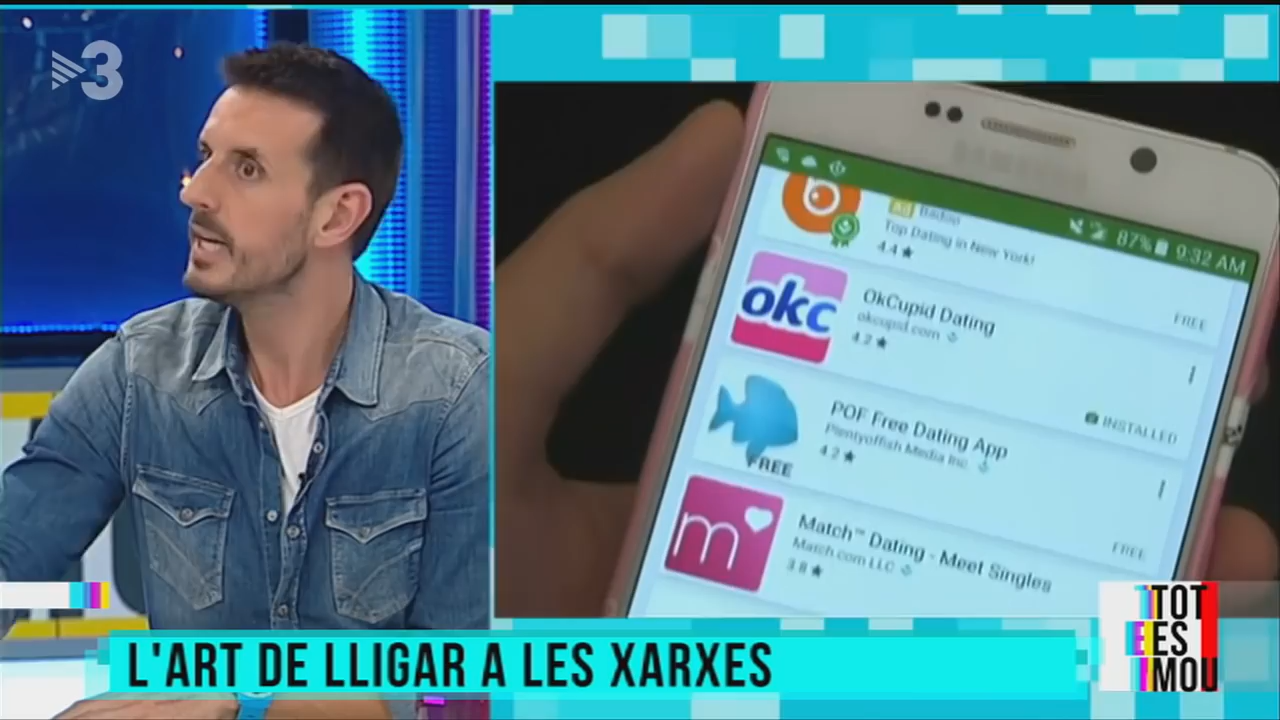 3
Ad Badoo
Top Dating in New York!
4.4★
FREE
87% 9:32 AM
okc
OkCupid Dating
okcupid.com
4.2★
INSTALLED
FREE
POF Free Dating App
Plentyoffish Media Inc
4.2★
FREE
m
Match™ Dating - Meet Singles
Match.com LLC
3.8★
L'ART DE LLIGAR A LES XARXES
TOT
ES
MOU